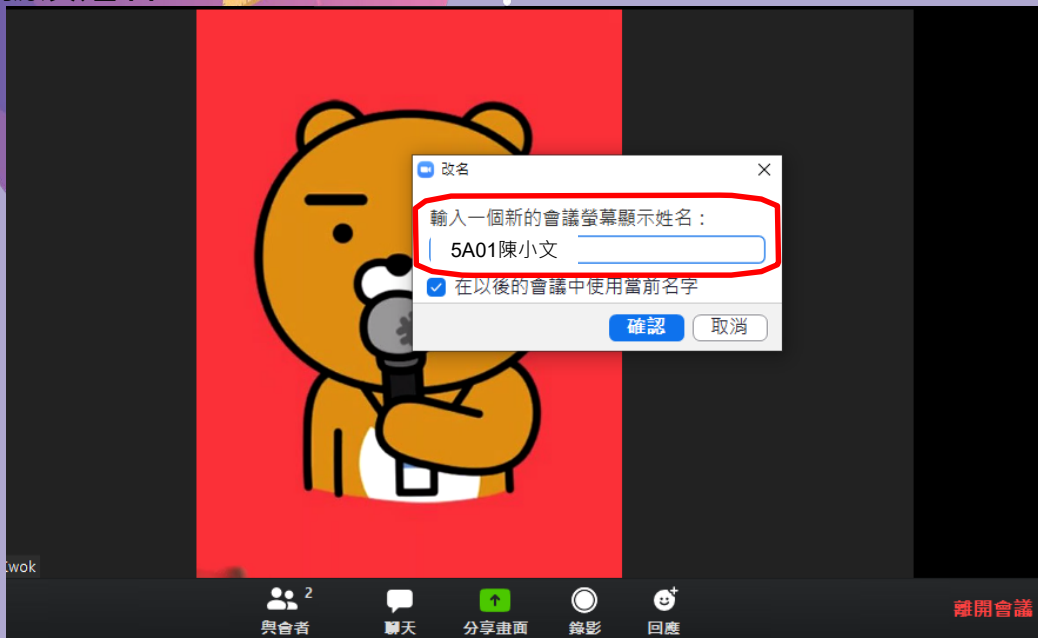 改名
輸入一個新的會議螢幕顯示姓名：
5A01陳小文
在以後的會議中使用當前名字
確認 取消
wok
2
與會者 聊天 分享畫面 錄影 回應
離開會議